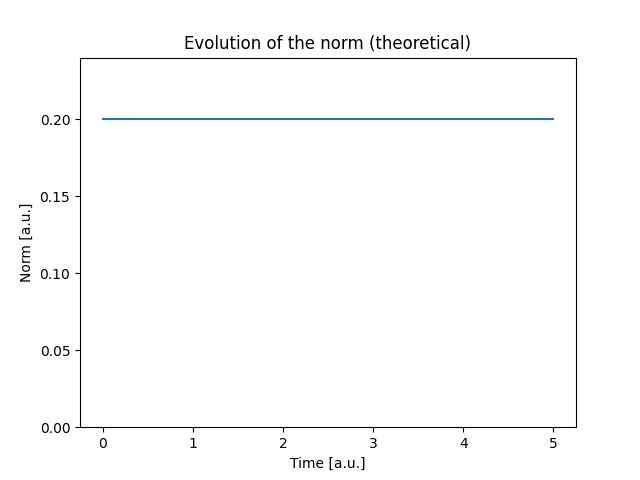 Evolution of the norm (theoretical)
0.20
0.15
0.10
0.05
0.00
Norm [a.u.]
0 1 2 3 4 5
Time [a.u.]